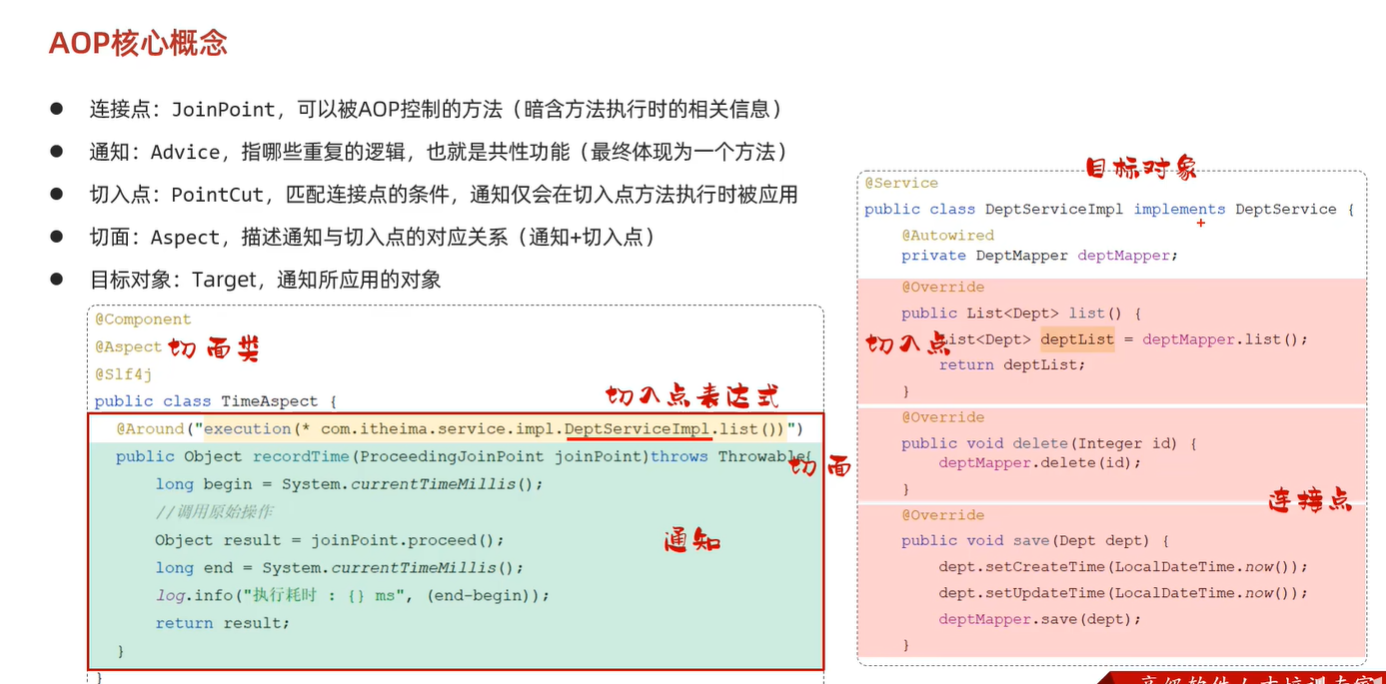 AOP核心概念
● 连接点：JoinPoint，可以被AOP控制的方法（暗含方法执行时的相关信息）
● 通知：Advice，指哪些重复的逻辑，也就是共性功能（最终体现为一个方法）
● 切入点：PointCut，匹配连接点的条件，通知仅会在切入点方法执行时被应用
● 切面：Aspect，描述通知与切入点的对应关系（通知+切入点）
● 目标对象：Target，通知所应用的对象
@Component
@Aspect 切面类
@Slf4j
public class TimeAspect {
切入点表达式
@Around("execution(* com.itheima.service.impl.DeptServiceImpl.list())")
public Object recordTime(ProceedingJoinPoint joinPoint)throws Throwable{
切面
long begin = System.currentTimeMillis();
//调用原始操作
Object result = joinPoint.proceed();
通知
long end = System.currentTimeMillis();
log.info("执行耗时 : {} ms", (end-begin));
return result;
}
}
目标对象
@Service
public class DeptServiceImpl implements DeptService {
@Autowired
private DeptMapper deptMapper;
@Override
public List<Dept> list() {
切入点
List<Dept> deptList = deptMapper.list();
return deptList;
}
@Override
public void delete(Integer id) {
deptMapper.delete(id);
}
连接点
@Override
public void save(Dept dept) {
dept.setCreateTime(LocalDateTime.now());
dept.setUpdateTime(LocalDateTime.now());
deptMapper.save(dept);
}
高级软件人才培训专家